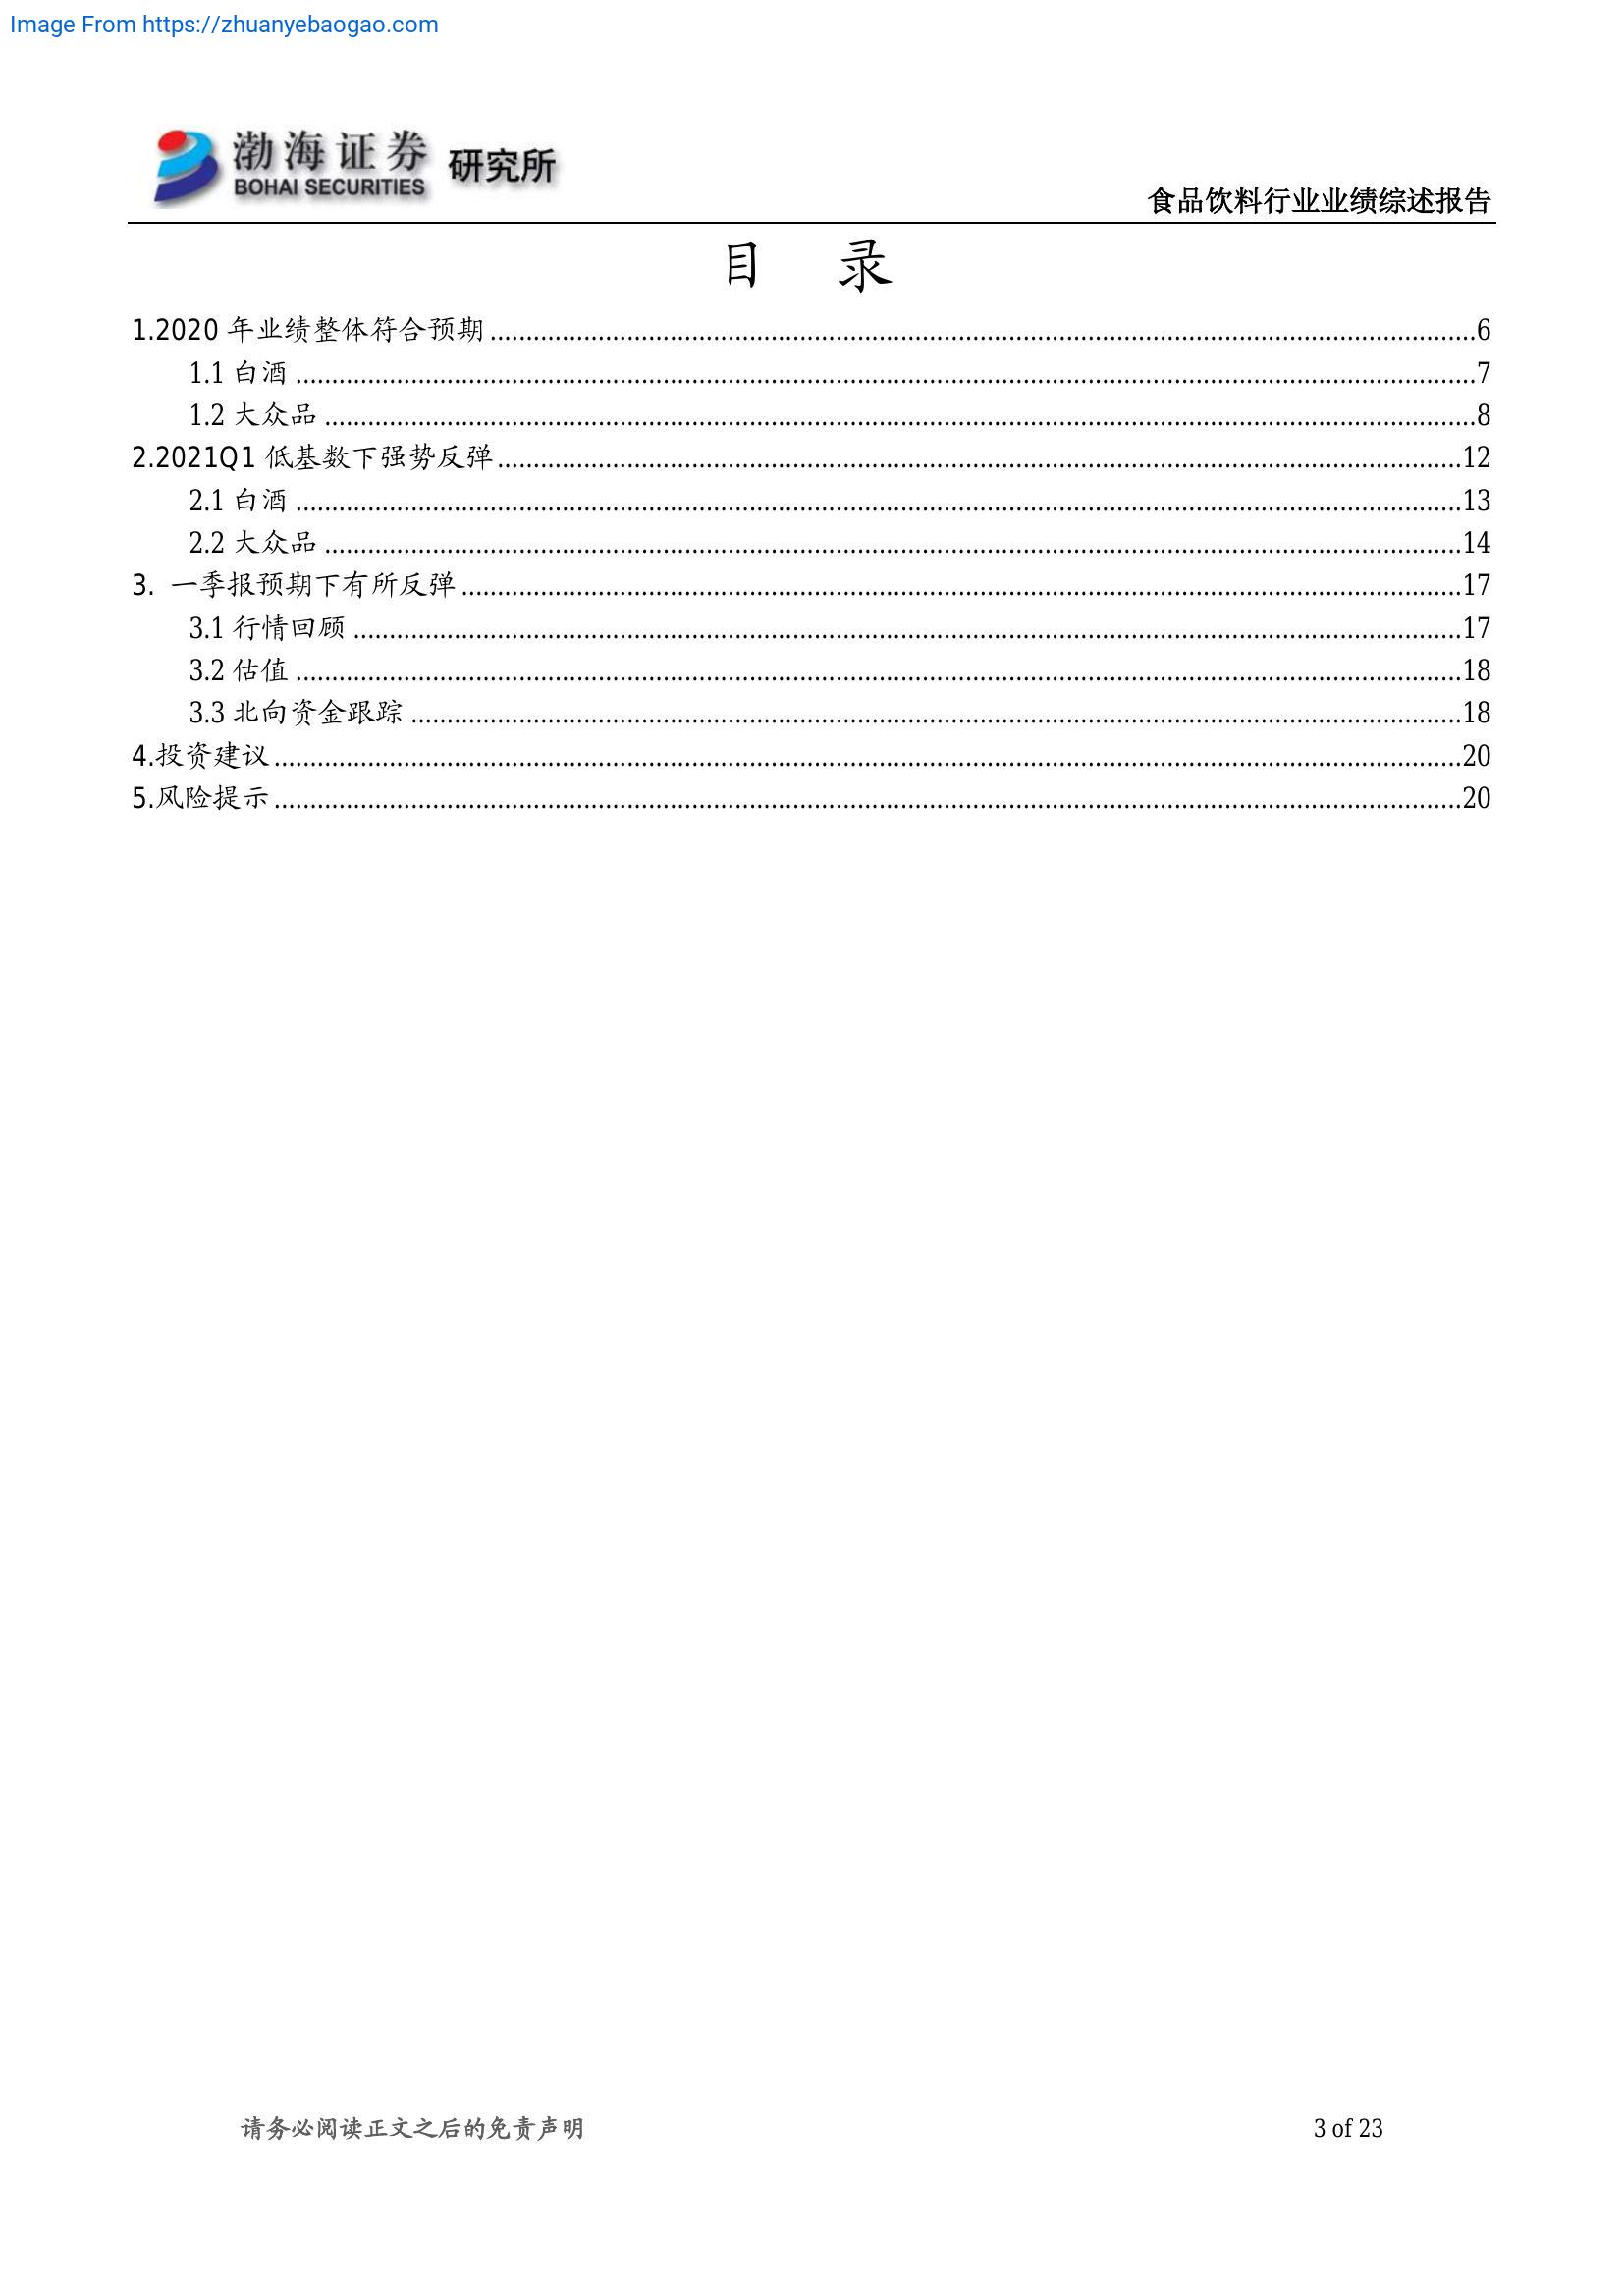 Image From https://zhuanyebaogao.com
渤海证券 研究所
BOHAI SECURITIES
食品饮料行业业绩综述报告
目 录
1.2020 年业绩整体符合预期........................................6
1.1 白酒........................................7
1.2 大众品........................................8
2.2021Q1 低基数下强势反弹........................................12
2.1 白酒........................................13
2.2 大众品........................................14
3. 一季报预期下有所反弹........................................17
3.1 行情回顾........................................17
3.2 估值........................................18
3.3 北向资金跟踪........................................18
4.投资建议........................................20
5.风险提示........................................20
请务必阅读正文之后的免责声明
3 of 23